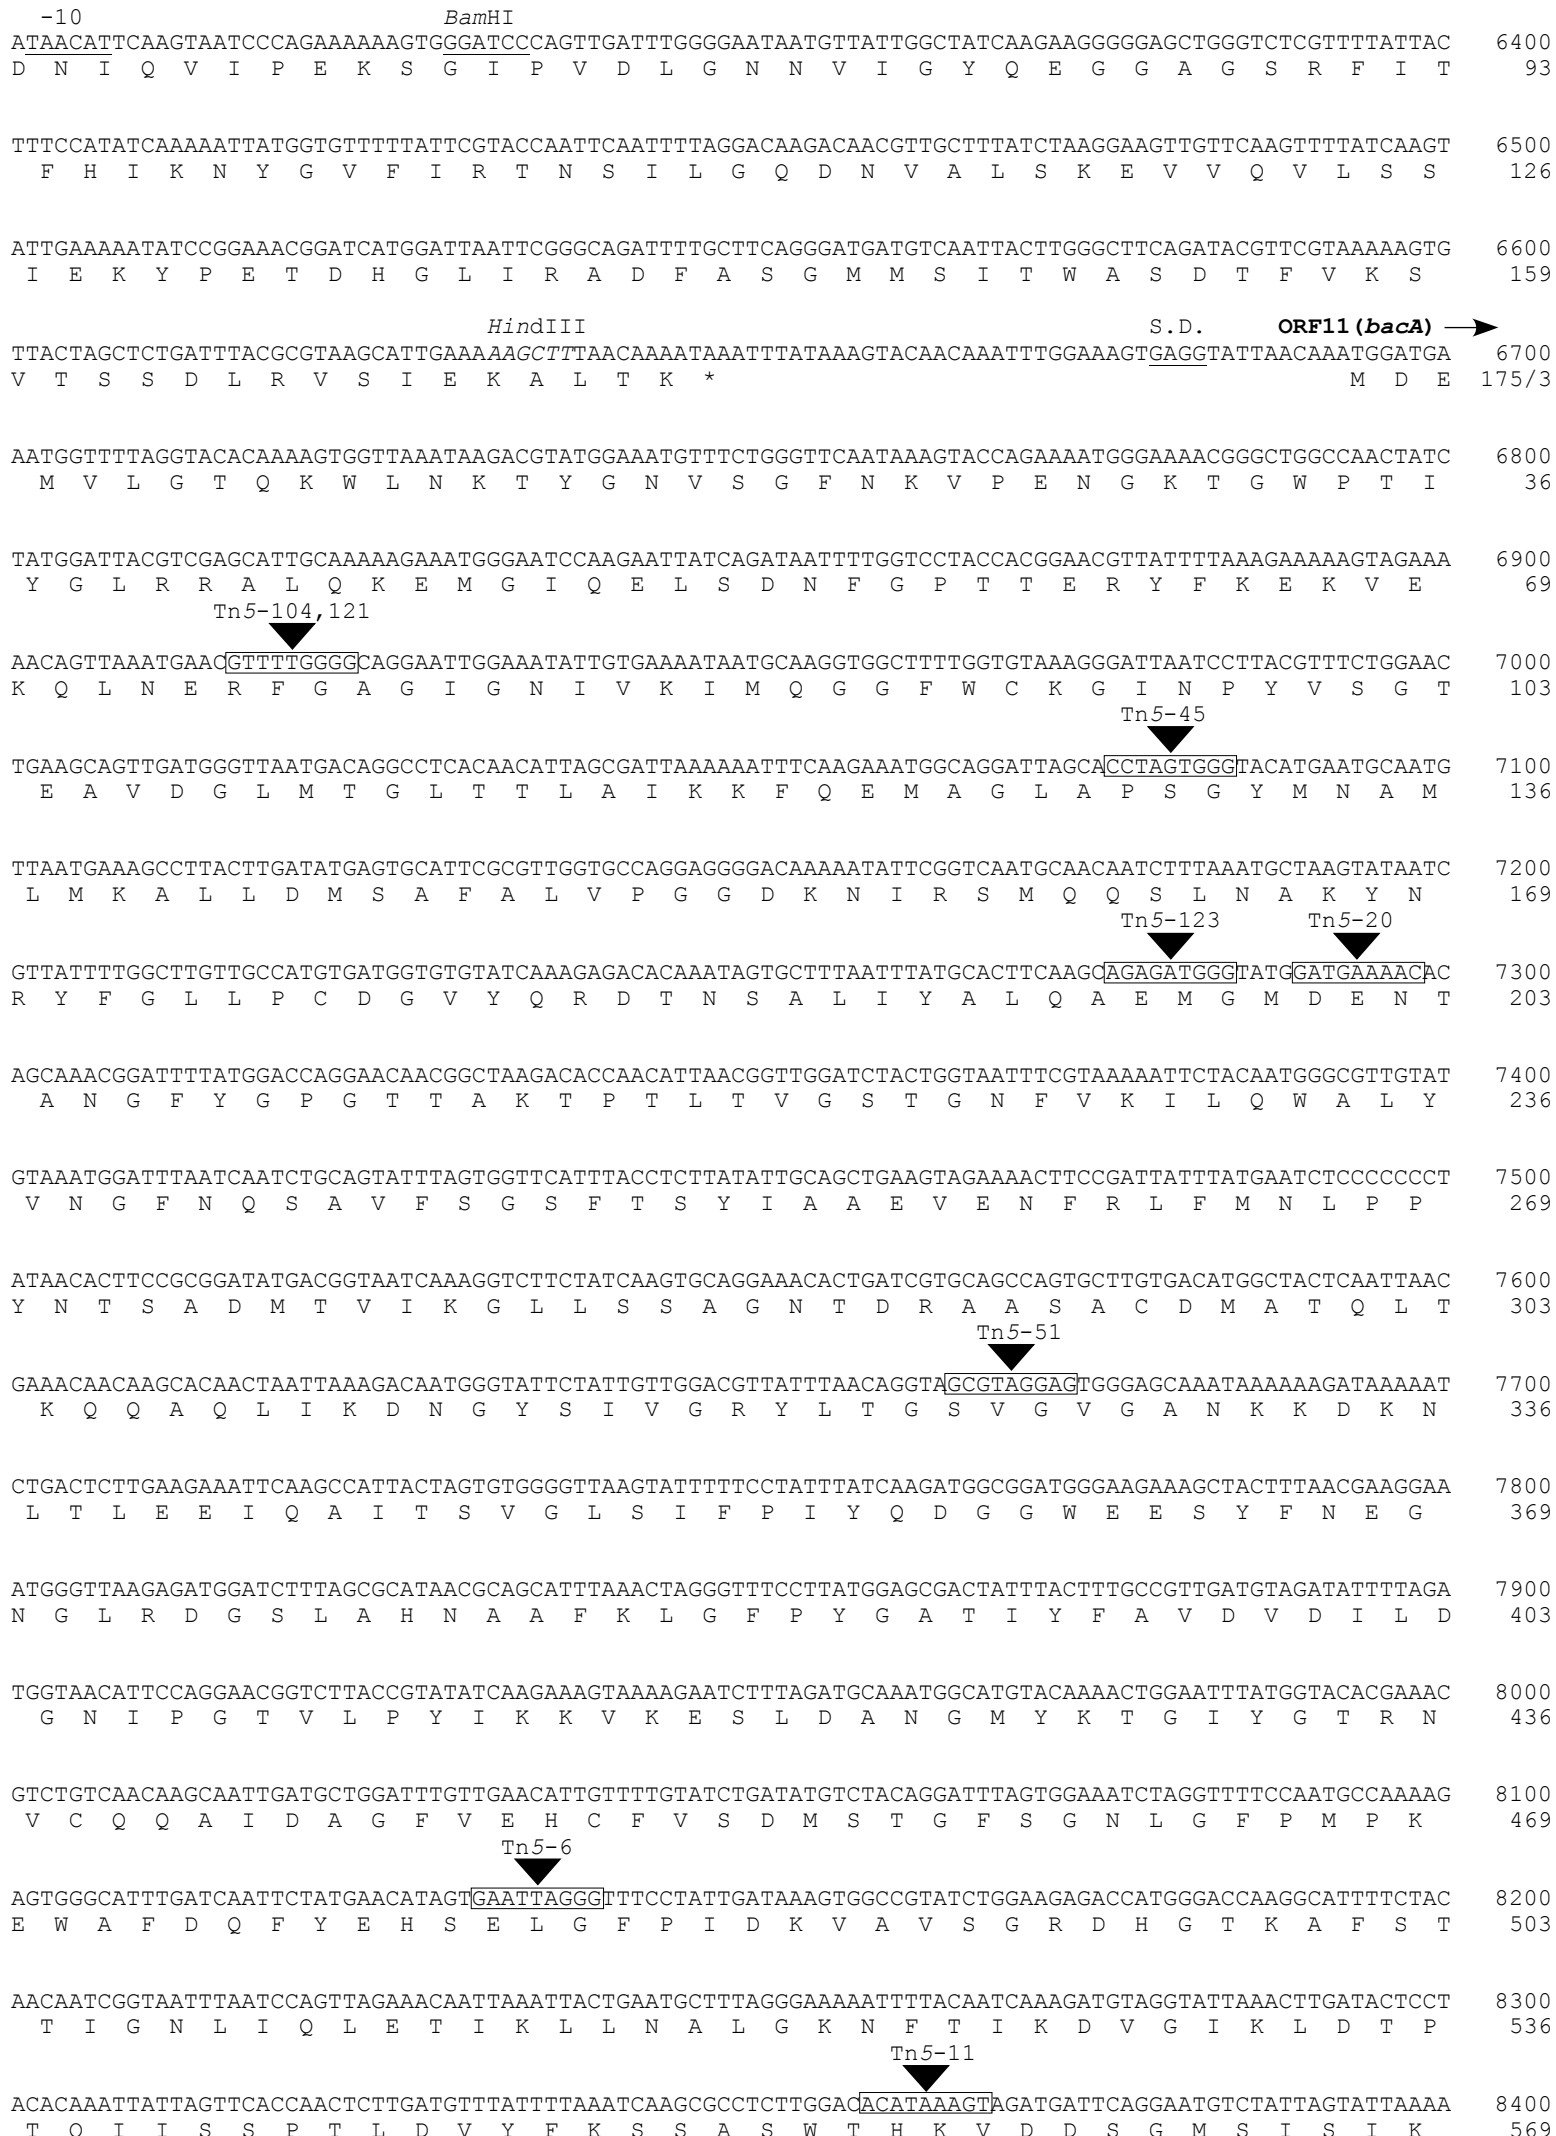 -10 BamHI
ATAACATTCAAGTAATCCCAGAAAAAAGTGGGATCCCAGTTGATTTGGGGAATAATGTTATTGGCTATCAAGAAGGGGGAGCTGGGTCTCGTTTTATTAC 6400
D N I Q V I P E K S G I P V D L G N N V I G Y Q E G G A G S R F I T 93
TTTCCATATCAAAAATTATGGTGTTTTTATTCGTACCAATTCAATTTTAGGACAAGACAACGTTGCTTTATCTAAGGAAGTTGTTCAAGTTTTATCAAGT 6500
F H I K N Y G V F I R T N S I L G Q D N V A L S K E V V Q V L S S 126
ATTGAAAAATATCCGGAAACGGATCATGGATTAATTCGGGCAGATTTTGCTTCAGGGATGATGTCAATTACTTGGGCTTCAGATACGTTCGTAAAAAGTG 6600
I E K Y P E T D H G L I R A D F A S G M M S I T W A S D T F V K S 159
HindIII S.D. ORF11(bacA)
TTACTAGCTCTGATTTACGCGTAAGCATTGAAAAAAGCTTTAACAAAATAAATTTATAAAGTACAACAAATTTGGAAAGTGAGGTATTAACAAATGGATGA 6700
V T S S D L R V S I E K A L T K * M D E 175/3
AATGGTTTTAGGTACACAAAAGTGGTTAAATAAGACGTATGGAAATGTTTCTGGGTTCAATAAAGTACCAGAAAATGGGAAAACGGGCTGGCCAACTATC 6800
M V L G T Q K W L N K T Y G N V S G F N K V P E N G K T G W P T I 36
TATGGATTACGTCGAGCATTGCAAAAAGAAATGGGAATCCAAGAATTATCAGATAATTTTGGTCCTACCACGGAACGTTATTTTAAAGAAAAAGTAGAAA 6900
Y G L R R A L Q K E M G I Q E L S D N F G P T T E R Y F K E K V E 69
Tn5-104,121
AACAGTTAAATGAACGTTTTGGGGCAGGAATTGGAAATATTGTGAAAATAATGCAAGGTGGCTTTTGGTGTAAAGGGATTAATCCTTACGTTTCTGGAAC 7000
K Q L N E R F G A G I G N I V K I M Q G G F W C K G I N P Y V S G T 103
Tn5-45
TGAAGCAGTTGATGGGTTAATGACAGGCCTCACAACATTAGCGATTAAAAAATTTCAAGAAATGGCAGGATTAGCACCTAGTGGGTACATGAATGCAATG 7100
E A V D G L M T G L T T L A I K K F Q E M A G L A P S G Y M N A M 136
TTAATGAAAGCCTTACTTGATATGAGTGCATTCGCGTTGGTGCCAGGAGGGGACAAAAATATTCGGTCAATGCAACAATCTTTAAATGCTAAGTATAATC 7200
L M K A L L D M S A F A L V P G G D K N I R S M Q Q S L N A K Y N 169
Tn5-123 Tn5-20
GTTATTTTGGCTTGTTGCCATGTGATGGTGTGTATCAAAGAGACACAAATAGTGCTTTAATTTATGCACTTCAAGCAGAGATGGGTATGGATGAAAACAC 7300
R Y F G L L P C D G V Y Q R D T N S A L I Y A L Q A E M G M D E N T 203
AGCAAACGGATTTTATGGACCAGGAACAACGGCTAAGACACCAACATTAACGGTTGGATCTACTGGTAATTTCGTAAAAATTCTACAATGGGCGTTGTAT 7400
A N G F Y G P G T T A K T P T L T V G S T G N F V K I L Q W A L Y 236
GTAAATGGATTTAATCAATCTGCAGTATTTAGTGGTTCATTTACCTCTTATATTGCAGCTGAAGTAGAAAACTTCCGATTATTTATGAATCTCCCCCCCT 7500
V N G F N Q S A V F S G S F T S Y I A A E V E N F R L F M N L P P 269
ATAACACTTCCGCGGATATGACGGTAATCAAAGGTCTTCTATCAAGTGCAGGAAACACTGATCGTGCAGCCAGTGCTTGTGACATGGCTACTCAATTAAC 7600
Y N T S A D M T V I K G L L S S A G N T D R A A S A C D M A T Q L T 303
Tn5-51
GAAACAACAAGCACAACTAATTAAAGACAATGGGTATTCTATTGTTGGACGTTATTTAACAGGTAGCGTAGGAGTGGGAGCAAATAAAAAAGATAAAAAT 7700
K Q Q A Q L I K D N G Y S I V G R Y L T G S V G V G A N K K D K N 336
CTGACTCTTGAAGAAATTCAAGCCATTACTAGTGTGGGGTTAAGTATTTTTCCTATTTATCAAGATGGCGGATGGGAAGAAAGCTACTTTAACGAAGGAA 7800
L T L E E I Q A I T S V G L S I F P I Y Q D G G W E E S Y F N E G 369
ATGGGTTAAGAGATGGATCTTTAGCGCATAACGCAGCATTTAAACTAGGGTTTCCTTATGGAGCGACTATTTACTTTGCCGTTGATGTAGATATTTTAGA 7900
N G L R D G S L A H N A A F K L G F P Y G A T I Y F A V D V D I L D 403
TGGTAACATTCCAGGAACGGTCTTACCGTATATCAAGAAAGTAAAAGAATCTTTAGATGCAAATGGCATGTACAAAACTGGAATTTATGGTACACGAAAC 8000
G N I P G T V L P Y I K K V K E S L D A N G M Y K T G I Y G T R N 436
GTCTGTCAACAAGCAATTGATGCTGGATTTGTTGAACATTGTTTTGTATCTGATATGTCTACAGGATTTAGTGGAAATCTAGGTTTTCCAATGCCAAAAG 8100
V C Q Q A I D A G F V E H C F V S D M S T G F S G N L G F P M P K 469
Tn5-6
AGTGGGCATTTGATCAATTCTATGAACATAGTGAATTAGGGTTTCCTATTGATAAAGTGGCCGTATCTGGAAGAGACCATGGGACCAAGGCATTTTCTAC 8200
E W A F D Q F Y E H S E L G F P I D K V A V S G R D H G T K A F S T 503
AACAATCGGTAATTTAATCCAGTTAGAAACAATTAAATTACTGAATGCTTTAGGGAAAAATTTTACAATCAAAGATGTAGGTATTAAACTTGATACTCCT 8300
T I G N L I Q L E T I K L L N A L G K N F T I K D V G I K L D T P 536
Tn5-11
ACACAAATTATTAGTTCACCAACTCTTGATGTTTATTTTAAATCAAGCGCCTCTTGGACACATAAAGTAGATGATTCAGGAATGTCTATTAGTATTAAAA 8400
T Q I I S S P T L D V Y F K S S A S W T H K V D D S G M S I S I K 569